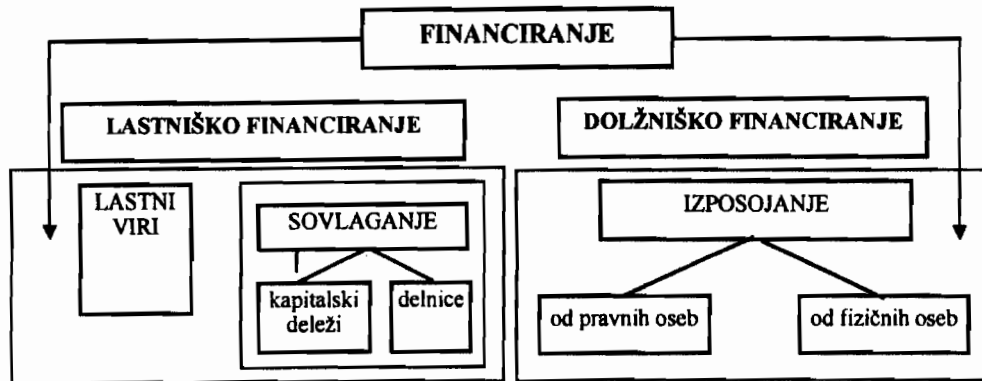 FINANCIRANJE
LASTNIŠKO FINANCIRANJE
DOLŽNIŠKO FINANCIRANJE
LASTNI
VIRI
SOVLAGANJE
kapitalski
deleži
delnice
IZPOSOJANJE
od pravnih oseb
od fizičnih oseb